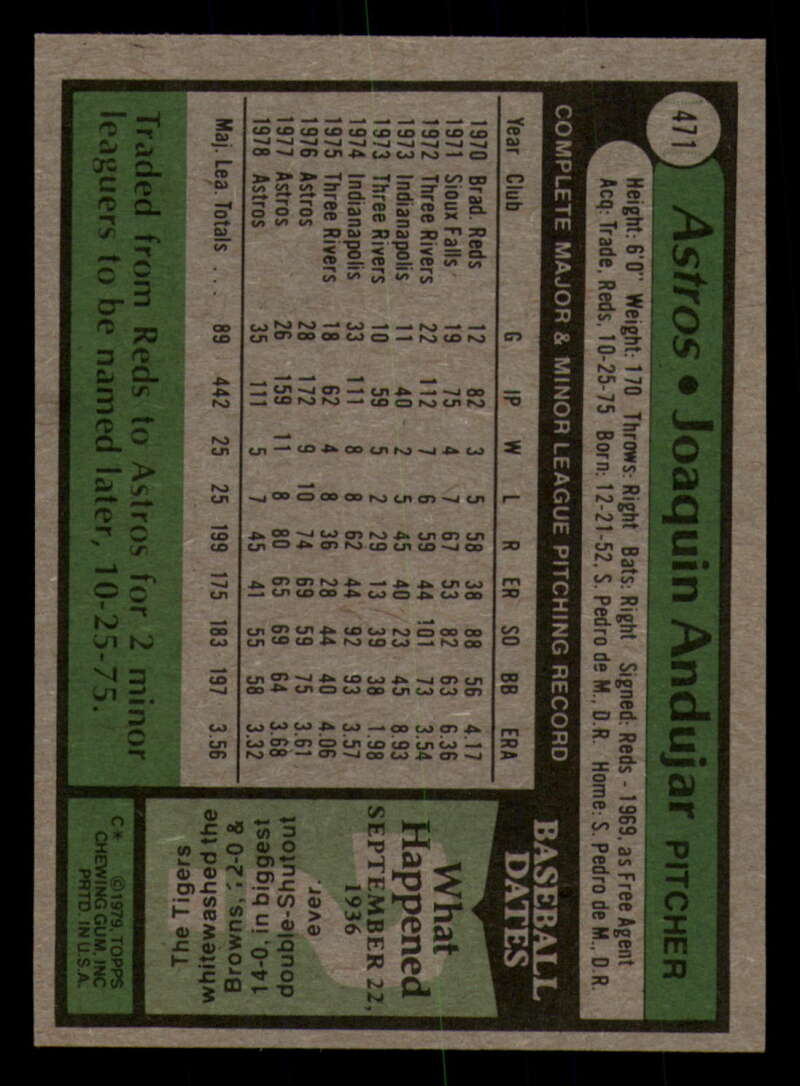 471
Astros • Joaquin Andujar PITCHER
Height: 6'0" Weight: 170 Throws: Right Bats: Right Signed: Reds - 1969, as Free Agent
Acq: Trade, Reds, 10-25-75 Born: 12-21-52, S. Pedro de M., D.R. Home: S. Pedro de M., D.R.
COMPLETE MAJOR & MINOR LEAGUE PITCHING RECORD
Year Club G IP W L R ER SO BB ERA
1970 Brad. Reds 12 82 3 5 58 38 88 56 4.17
1971 Sioux Falls 19 75 4 7 67 53 82 63 6.36
1972 Three Rivers 22 112 7 6 59 44 101 73 3.54
1973 Indianapolis 11 40 2 5 45 40 23 45 8.93
1973 Three Rivers 10 59 5 2 29 13 39 38 1.98
1974 Indianapolis 33 111 8 8 62 44 92 93 3.57
1975 Three Rivers 18 62 4 8 36 28 44 40 4.06
1976 Astros 28 172 9 10 74 69 59 75 3.61
1977 Astros 26 159 11 8 80 65 69 64 3.68
1978 Astros 35 111 5 7 45 41 55 58 3.32
Maj. Lea Totals . . . 89 442 25 25 199 175 183 197 3.56
Traded from Reds to Astros for 2 minor
leaguers to be named later, 10-25-75.
BASEBALL
DATES
What
Happened
SEPTEMBER 22,
1936
The Tigers
whitewashed the
Browns, 12-0 &
14-0, in biggest
double-Shutout
ever.
C* ©1979, TOPPS
CHEWING GUM, INC
PRTD. IN U.S.A.